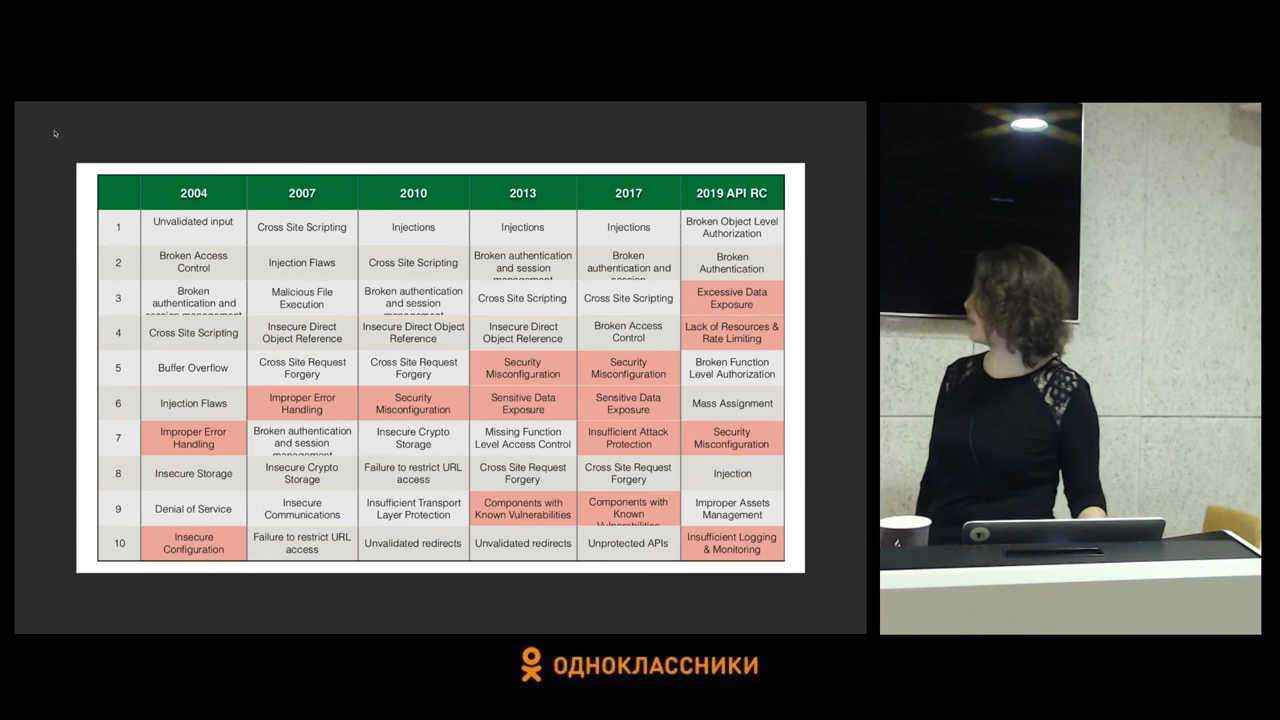 2004 2007 2010 2013 2017 2019 API RC
1
Unvalidated input
Cross Site Scripting
Injections
Injections
Injections
Broken Object Level
Authorization
2
Broken Access
Control
Injection Flaws
Cross Site Scripting
Broken authentication
and session
management
Broken
authentication and
session
Broken
Authentication
3
Broken
authentication and
session management
Malicious File
Execution
Broken authentication
and session
management
Cross Site Scripting
Cross Site Scripting
Excessive Data
Exposure
4
Cross Site Scripting
Insecure Direct
Object Reference
Insecure Direct Object
Reference
Insecure Direct
Object Reference
Broken Access
Control
Lack of Resources &
Rate Limiting
5
Buffer Overflow
Cross Site Request
Forgery
Cross Site Request
Forgery
Security
Misconfiguration
Security
Misconfiguration
Broken Function
Level Authorization
6
Injection Flaws
Improper Error
Handling
Security
Misconfiguration
Sensitive Data
Exposure
Sensitive Data
Exposure
Mass Assignment
7
Improper Error
Handling
Broken authentication
and session
management
Insecure Crypto
Storage
Missing Function
Level Access Control
Insufficient Attack
Protection
Security
Misconfiguration
8
Insecure Storage
Insecure Crypto
Storage
Failure to restrict URL
access
Cross Site Request
Forgery
Cross Site Request
Forgery
Injection
9
Denial of Service
Insecure
Communications
Insufficient Transport
Layer Protection
Components with
Known Vulnerabilities
Components with
Known
Vulnerabilities
Improper Assets
Management
10
Insecure
Configuration
Failure to restrict URL
access
Unvalidated redirects
Unvalidated redirects
Unprotected APIs
Insufficient Logging
& Monitoring
ОДНОКЛАССНИКИ